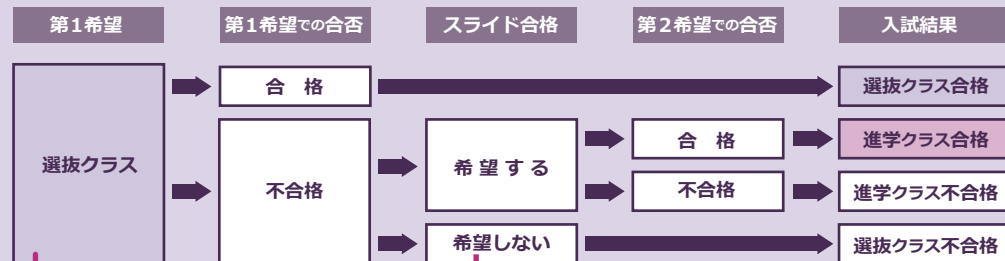 第1希望
第1希望での合否
スライド合格
第2希望での合否
入試結果
選抜クラス
合 格
選抜クラス合格
不合格
希望する
合 格
進学クラス合格
不合格
進学クラス不合格
希望しない
選抜クラス不合格